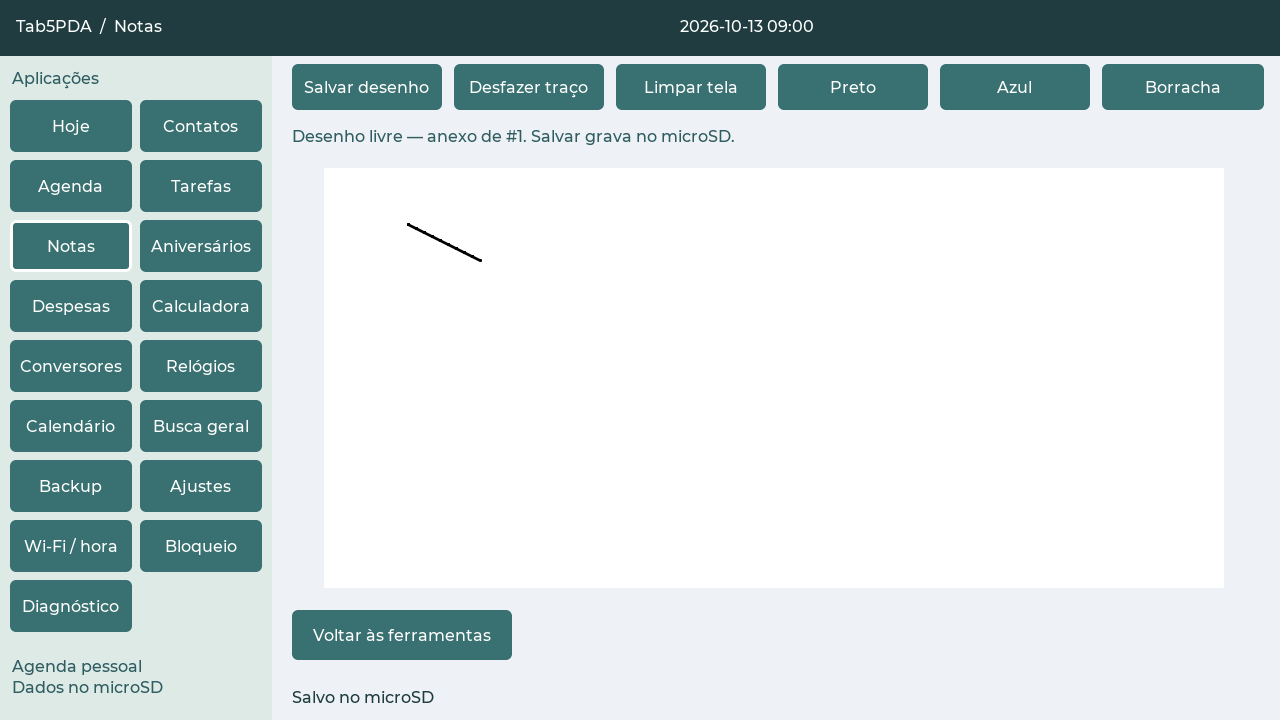 Tab5PDA / Notas
2026-10-13 09:00
Aplicações
Hoje
Contatos
Agenda
Tarefas
Notas
Aniversários
Despesas
Calculadora
Conversores
Relógios
Calendário
Busca geral
Backup
Ajustes
Wi-Fi / hora
Bloqueio
Diagnóstico
Agenda pessoal
Dados no microSD
Salvar desenho
Desfazer traço
Limpar tela
Preto
Azul
Borracha
Desenho livre — anexo de #1. Salvar grava no microSD.
Voltar às ferramentas
Salvo no microSD